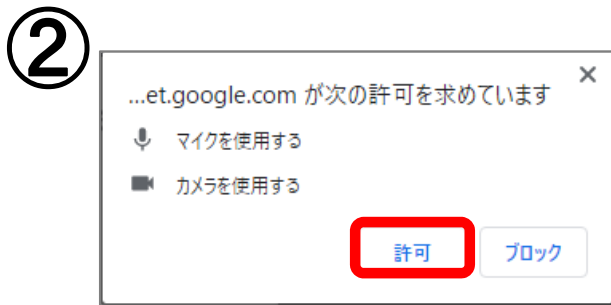 ②
...et.google.com が次の許可を求めています
マイクを使用する
カメラを使用する
許可 ブロック